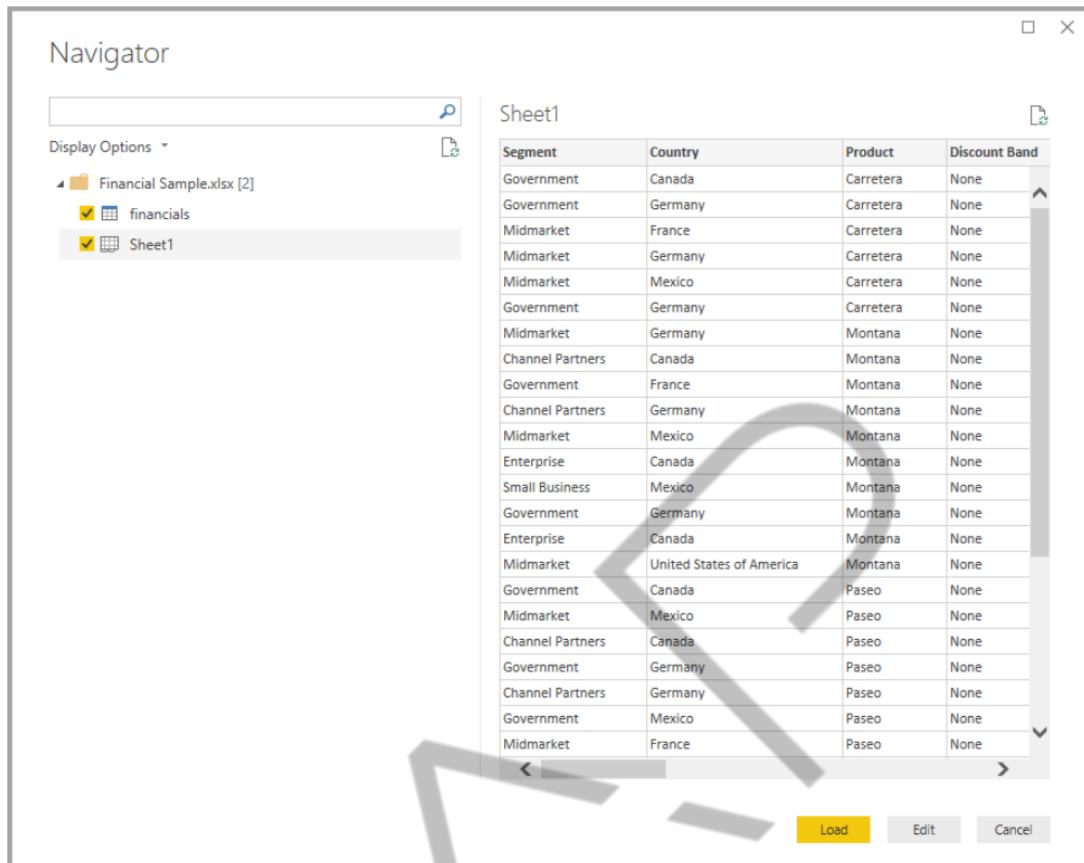 Navigator
Display Options
Financial Sample.xlsx [2]
financials
Sheet1
Sheet1
Segment Country Product Discount Band
Government Canada Carretera None
Government Germany Carretera None
Midmarket France Carretera None
Midmarket Germany Carretera None
Midmarket Mexico Carretera None
Government Germany Carretera None
Midmarket Germany Montana None
Channel Partners Canada Montana None
Government France Montana None
Channel Partners Germany Montana None
Midmarket Mexico Montana None
Enterprise Canada Montana None
Small Business Mexico Montana None
Government Germany Montana None
Enterprise Canada Montana None
Midmarket United States of America Montana None
Government Canada Paseo None
Midmarket Mexico Paseo None
Channel Partners Canada Paseo None
Government Germany Paseo None
Channel Partners Germany Paseo None
Government Mexico Paseo None
Midmarket France Paseo None
Load Edit Cancel